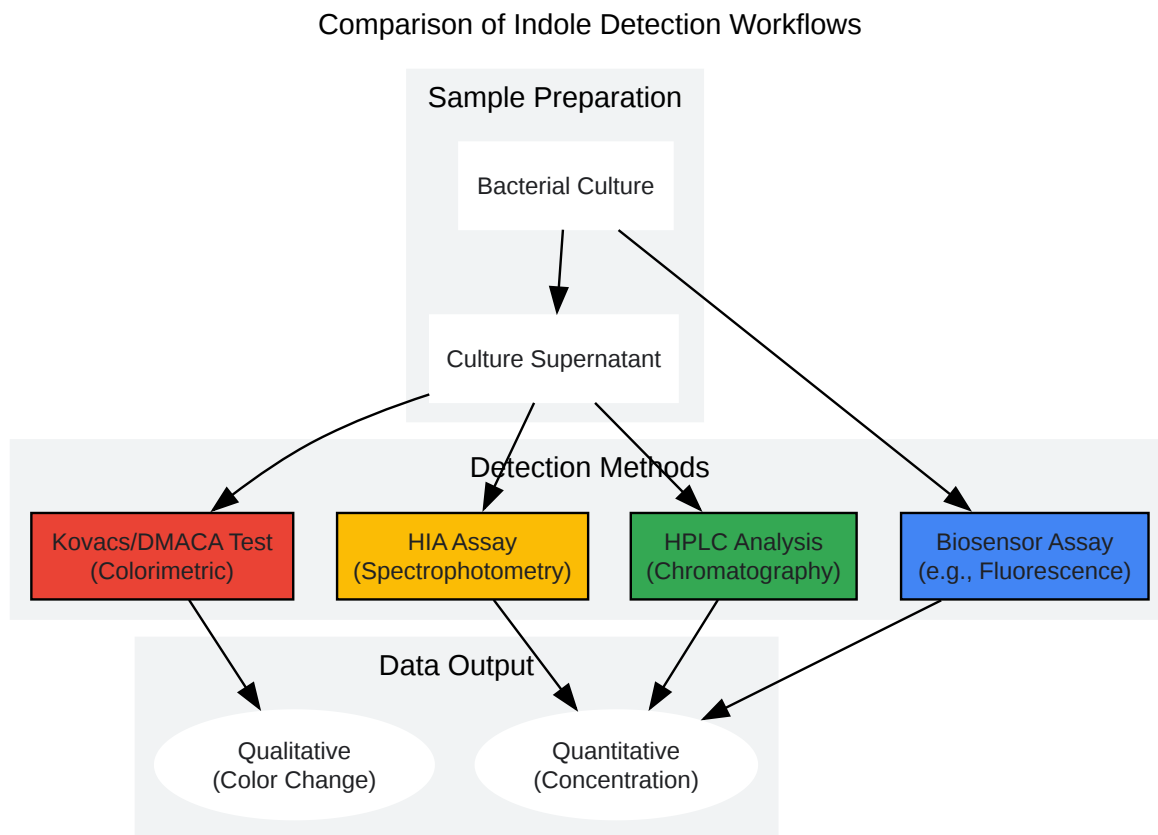 Comparison of Indole Detection Workflows
Sample Preparation
Bacterial Culture
Culture Supernatant
Detection Methods
Kovacs/DMACA Test
(Colorimetric)
HIA Assay
(Spectrophotometry)
HPLC Analysis
(Chromatography)
Biosensor Assay
(e.g., Fluorescence)
Data Output
Qualitative
(Color Change)
Quantitative
(Concentration)